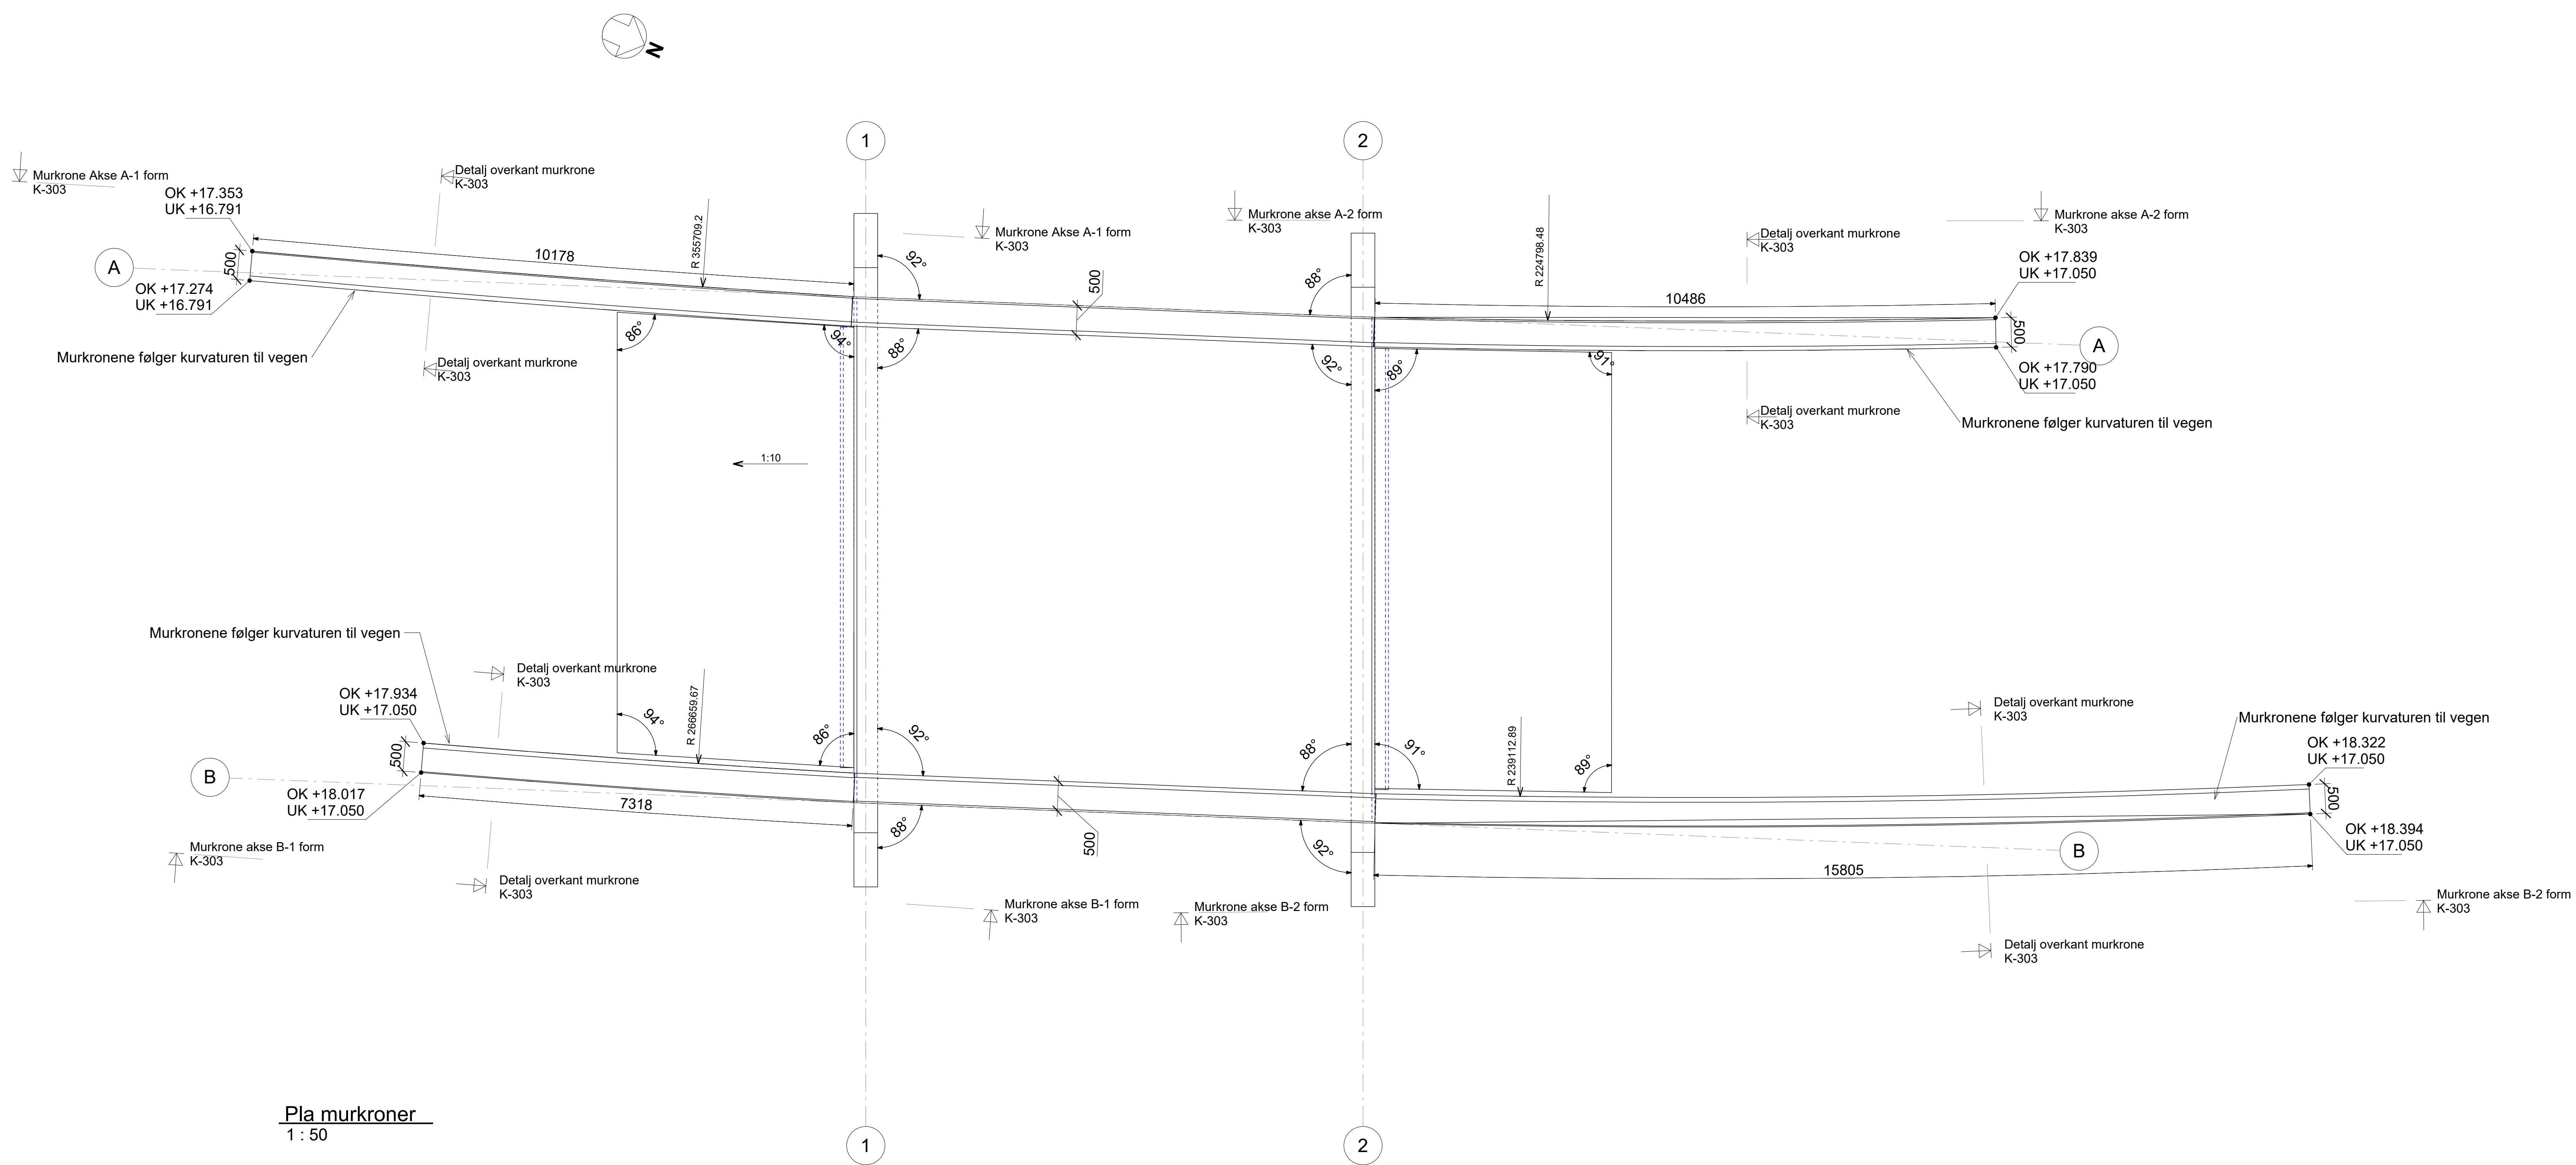 N
1
2
Murkrone Akse A-1 form
K-303
OK +17.353
UK +16.791
Detalj overkant murkrone
K-303
R 355709.2
Murkrone Akse A-1 form
K-303
Murkrone akse A-2 form
K-303
R 224798.48
Detalj overkant murkrone
K-303
Murkrone akse A-2 form
K-303
A
500
10178
92°
500
88°
10486
OK +17.839
UK +17.050
OK +17.274
UK +16.791
86°
94°
88°
92°
89°
91°
500
A
Murkronene følger kurvaturen til vegen
Detalj overkant murkrone
K-303
OK +17.790
UK +17.050
Detalj overkant murkrone
K-303
Murkronene følger kurvaturen til vegen
1:10
Murkronene følger kurvaturen til vegen
Detalj overkant murkrone
K-303
OK +17.934
UK +17.050
94°
R 266659.67
86°
92°
88°
91°
R 239112.89
89°
Detalj overkant murkrone
K-303
Murkronene følger kurvaturen til vegen
OK +18.322
UK +17.050
B
500
OK +18.017
UK +17.050
7318
88°
500
92°
500
OK +18.394
UK +17.050
B
15805
Murkrone akse B-1 form
K-303
Detalj overkant murkrone
K-303
Murkrone akse B-1 form
K-303
Murkrone akse B-2 form
K-303
Murkrone akse B-2 form
K-303
Detalj overkant murkrone
K-303
Pla murkroner
1 : 50
1
2